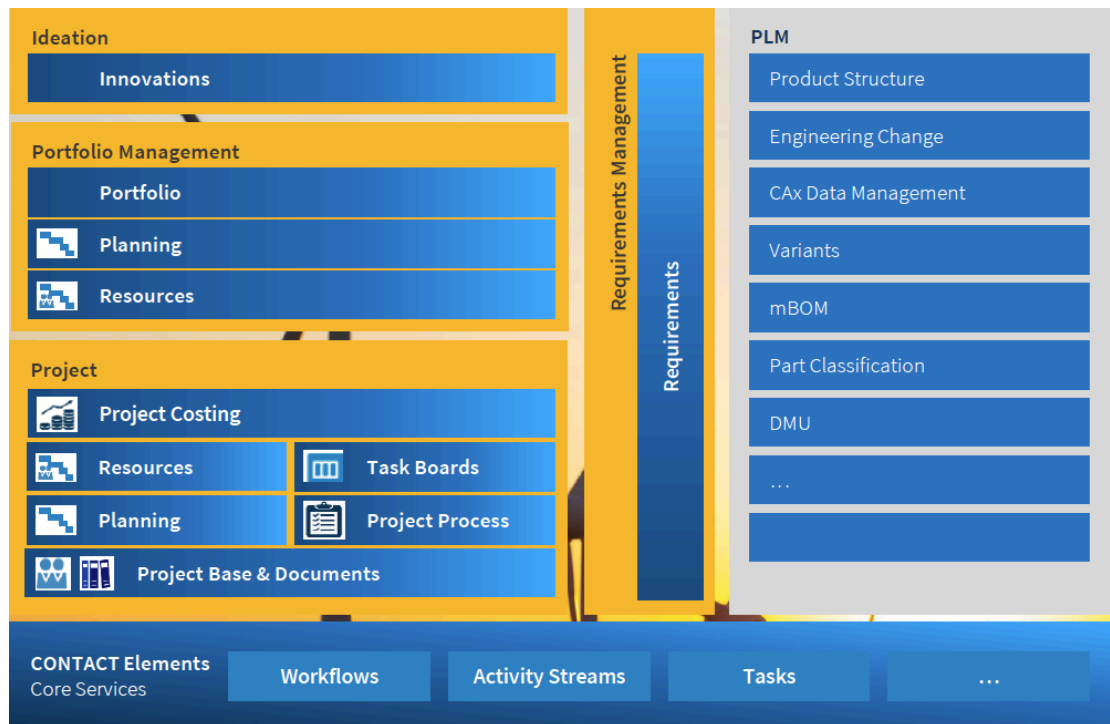 Ideation
Innovations
Portfolio Management
Portfolio
Planning
Resources
Project
Project Costing
Resources
Task Boards
Planning
Project Process
Project Base & Documents
Requirements Management
Requirements
PLM
Product Structure
Engineering Change
CAx Data Management
Variants
mBOM
Part Classification
DMU
...
CONTACT Elements
Core Services
Workflows
Activity Streams
Tasks
...